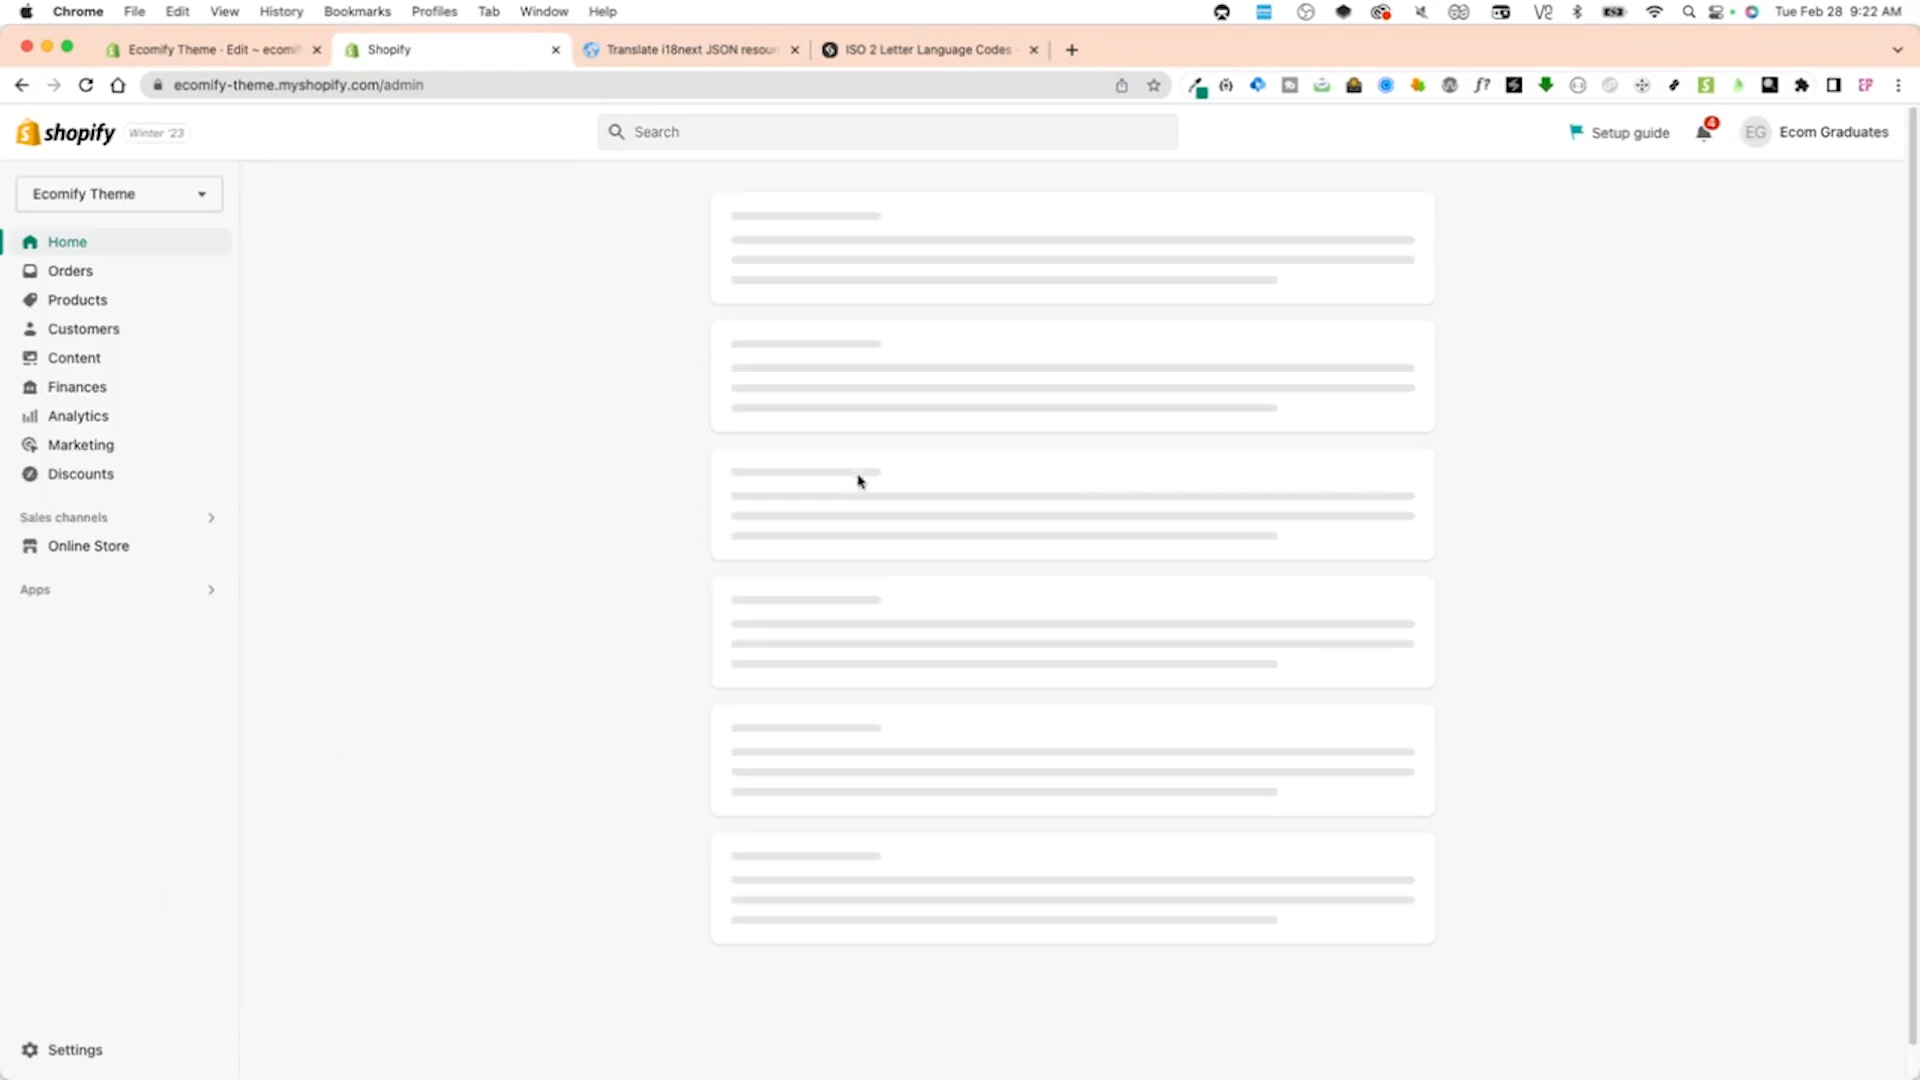 Chrome File Edit View History Bookmarks Profiles Tab Window Help Tue Feb 28 9:22 AM
Ecomify Theme · Edit ~ ecomif Shopify Translate i18next JSON resour ISO 2 Letter Language Codes
ecomify-theme.myshopify.com/admin
shopify Winter '23 Search Setup guide 4 EG Ecom Graduates
Ecomify Theme
Home
Orders
Products
Customers
Content
Finances
Analytics
Marketing
Discounts
Sales channels
Online Store
Apps
Settings